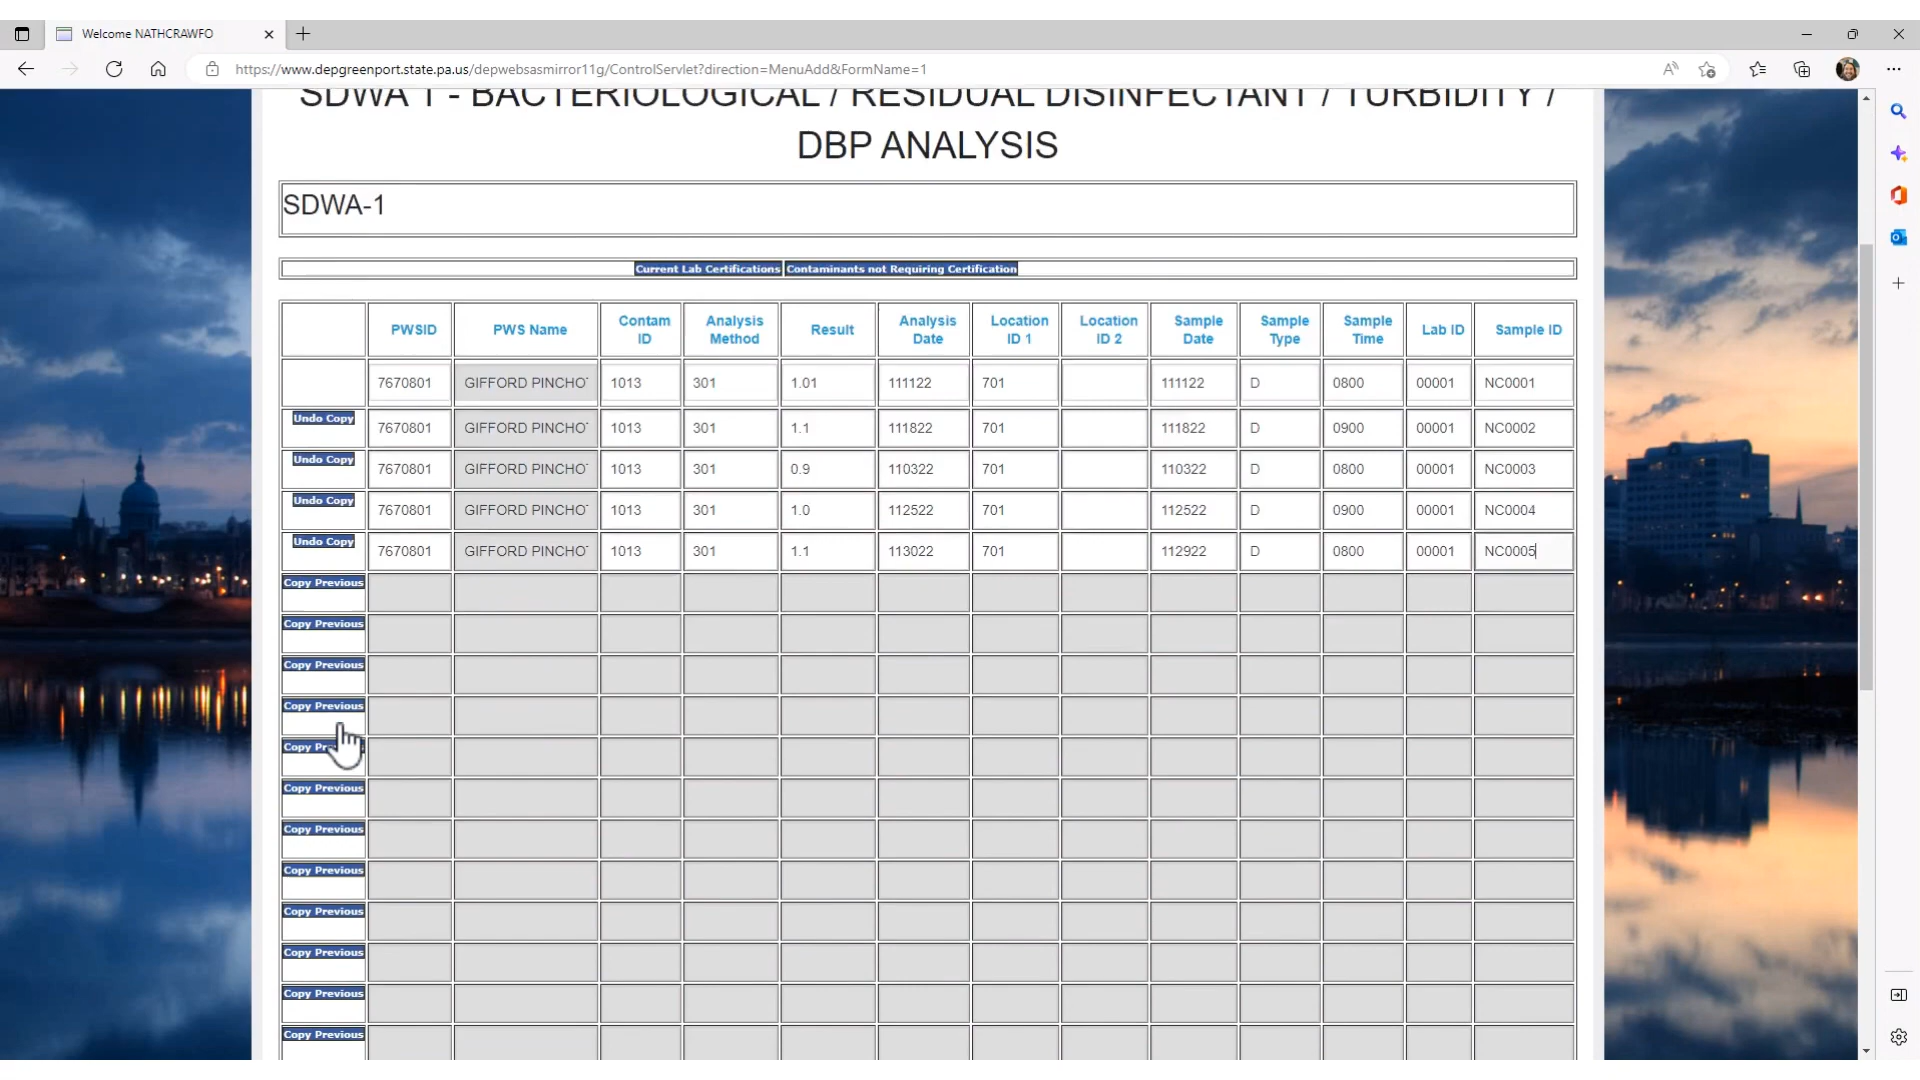 Welcome NATHCRAWFO
https://www.depgreenport.state.pa.us/depwebsasmirror11g/ControlServlet?direction=MenuAdd&FormName=1
SDWA 1 - BACTERIOLOGICAL / RESIDUAL DISINFECTANT / TURBIDITY /
DBP ANALYSIS
SDWA-1
Current Lab Certifications Contaminants not Requiring Certification
PWSID PWS Name Contam ID Analysis Method Result Analysis Date Location ID 1 Location ID 2 Sample Date Sample Type Sample Time Lab ID Sample ID
7670801 GIFFORD PINCHO 1013 301 1.01 111122 701 111122 D 0800 00001 NC0001
Undo Copy 7670801 GIFFORD PINCHO 1013 301 1.1 111822 701 111822 D 0900 00001 NC0002
Undo Copy 7670801 GIFFORD PINCHO 1013 301 0.9 110322 701 110322 D 0800 00001 NC0003
Undo Copy 7670801 GIFFORD PINCHO 1013 301 1.0 112522 701 112522 D 0900 00001 NC0004
Undo Copy 7670801 GIFFORD PINCHO 1013 301 1.1 113022 701 112922 D 0800 00001 NC0005
Copy Previous
Copy Previous
Copy Previous
Copy Previous
Copy
Copy Previous
Copy Previous
Copy Previous
Copy Previous
Copy Previous
Copy Previous
Copy Previous